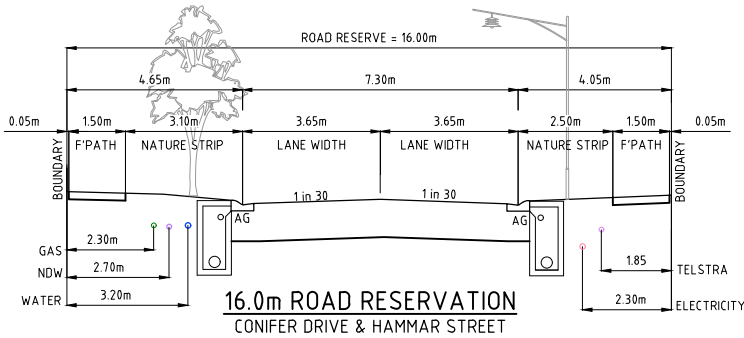 ROAD RESERVE = 16.00m
4.65m 7.30m 4.05m
0.05m 1.50m 3.10m 3.65m 3.65m 2.50m 1.50m 0.05m
BOUNDARY F'PATH NATURE STRIP LANE WIDTH LANE WIDTH NATURE STRIP F'PATH BOUNDARY
1 in 30 1 in 30
AG AG
GAS 2.30m
NDW 2.70m 1.85 TELSTRA
WATER 3.20m 2.30m ELECTRICITY
16.0m ROAD RESERVATION
CONIFER DRIVE & HAMMAR STREET